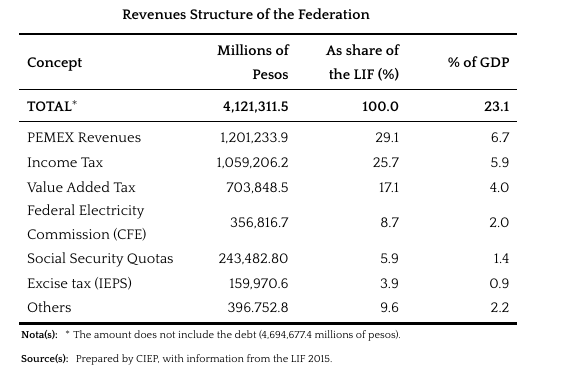 Revenues Structure of the Federation
Concept Millions of Pesos As share of the LIF (%) % of GDP
TOTAL* 4,121,311.5 100.0 23.1
PEMEX Revenues 1,201,233.9 29.1 6.7
Income Tax 1,059,206.2 25.7 5.9
Value Added Tax 703,848.5 17.1 4.0
Federal Electricity Commission (CFE) 356,816.7 8.7 2.0
Social Security Quotas 243,482.80 5.9 1.4
Excise tax (IEPS) 159,970.6 3.9 0.9
Others 396.752.8 9.6 2.2
Nota(s): * The amount does not include the debt (4,694,677.4 millions of pesos).
Source(s): Prepared by CIEP, with information from the LIF 2015.